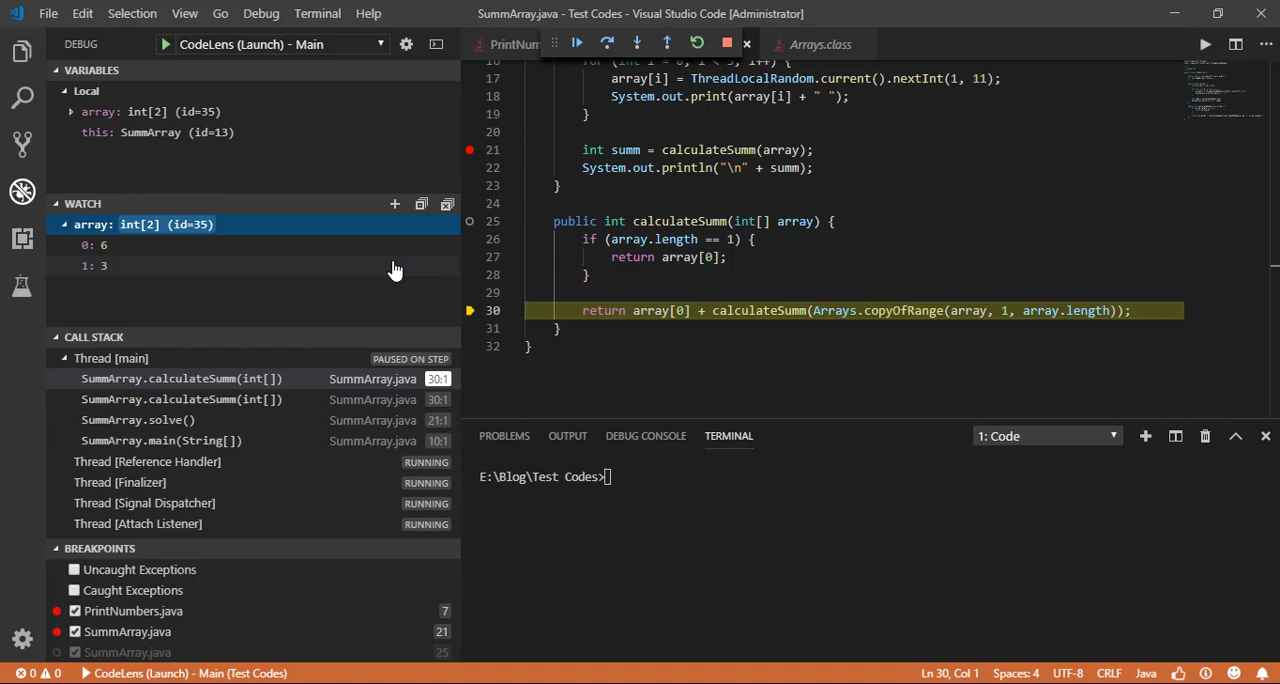 File Edit Selection View Go Debug Terminal Help SummArray.java - Test Codes - Visual Studio Code [Administrator]
DEBUG CodeLens (Launch) - Main
PrintNum Arrays.class
VARIABLES
Local
array: int[2] (id=35)
this: SummArray (id=13)
WATCH
array: int[2] (id=35)
0: 6
1: 3
CALL STACK
Thread [main] PAUSED ON STEP
SummArray.calculateSumm(int[]) SummArray.java 30:1
SummArray.calculateSumm(int[]) SummArray.java 30:1
SummArray.solve() SummArray.java 21:1
SummArray.main(String[]) SummArray.java 10:1
Thread [Reference Handler] RUNNING
Thread [Finalizer] RUNNING
Thread [Signal Dispatcher] RUNNING
Thread [Attach Listener] RUNNING
BREAKPOINTS
Uncaught Exceptions
Caught Exceptions
PrintNumbers.java 7
SummArray.java 21
SummArray.java 25
17 array[i] = ThreadLocalRandom.current().nextInt(1, 11);
18 System.out.print(array[i] + " ");
19 }
20
21 int summ = calculateSumm(array);
22 System.out.println("\n" + summ);
23 }
24
25 public int calculateSumm(int[] array) {
26 if (array.length == 1) {
27 return array[0];
28 }
29
30 return array[0] + calculateSumm(Arrays.copyOfRange(array, 1, array.length));
31 }
32 }
PROBLEMS OUTPUT DEBUG CONSOLE TERMINAL 1: Code
E:\Blog\Test Codes>
0 0 CodeLens (Launch) - Main (Test Codes) Ln 30, Col 1 Spaces: 4 UTF-8 CRLF Java